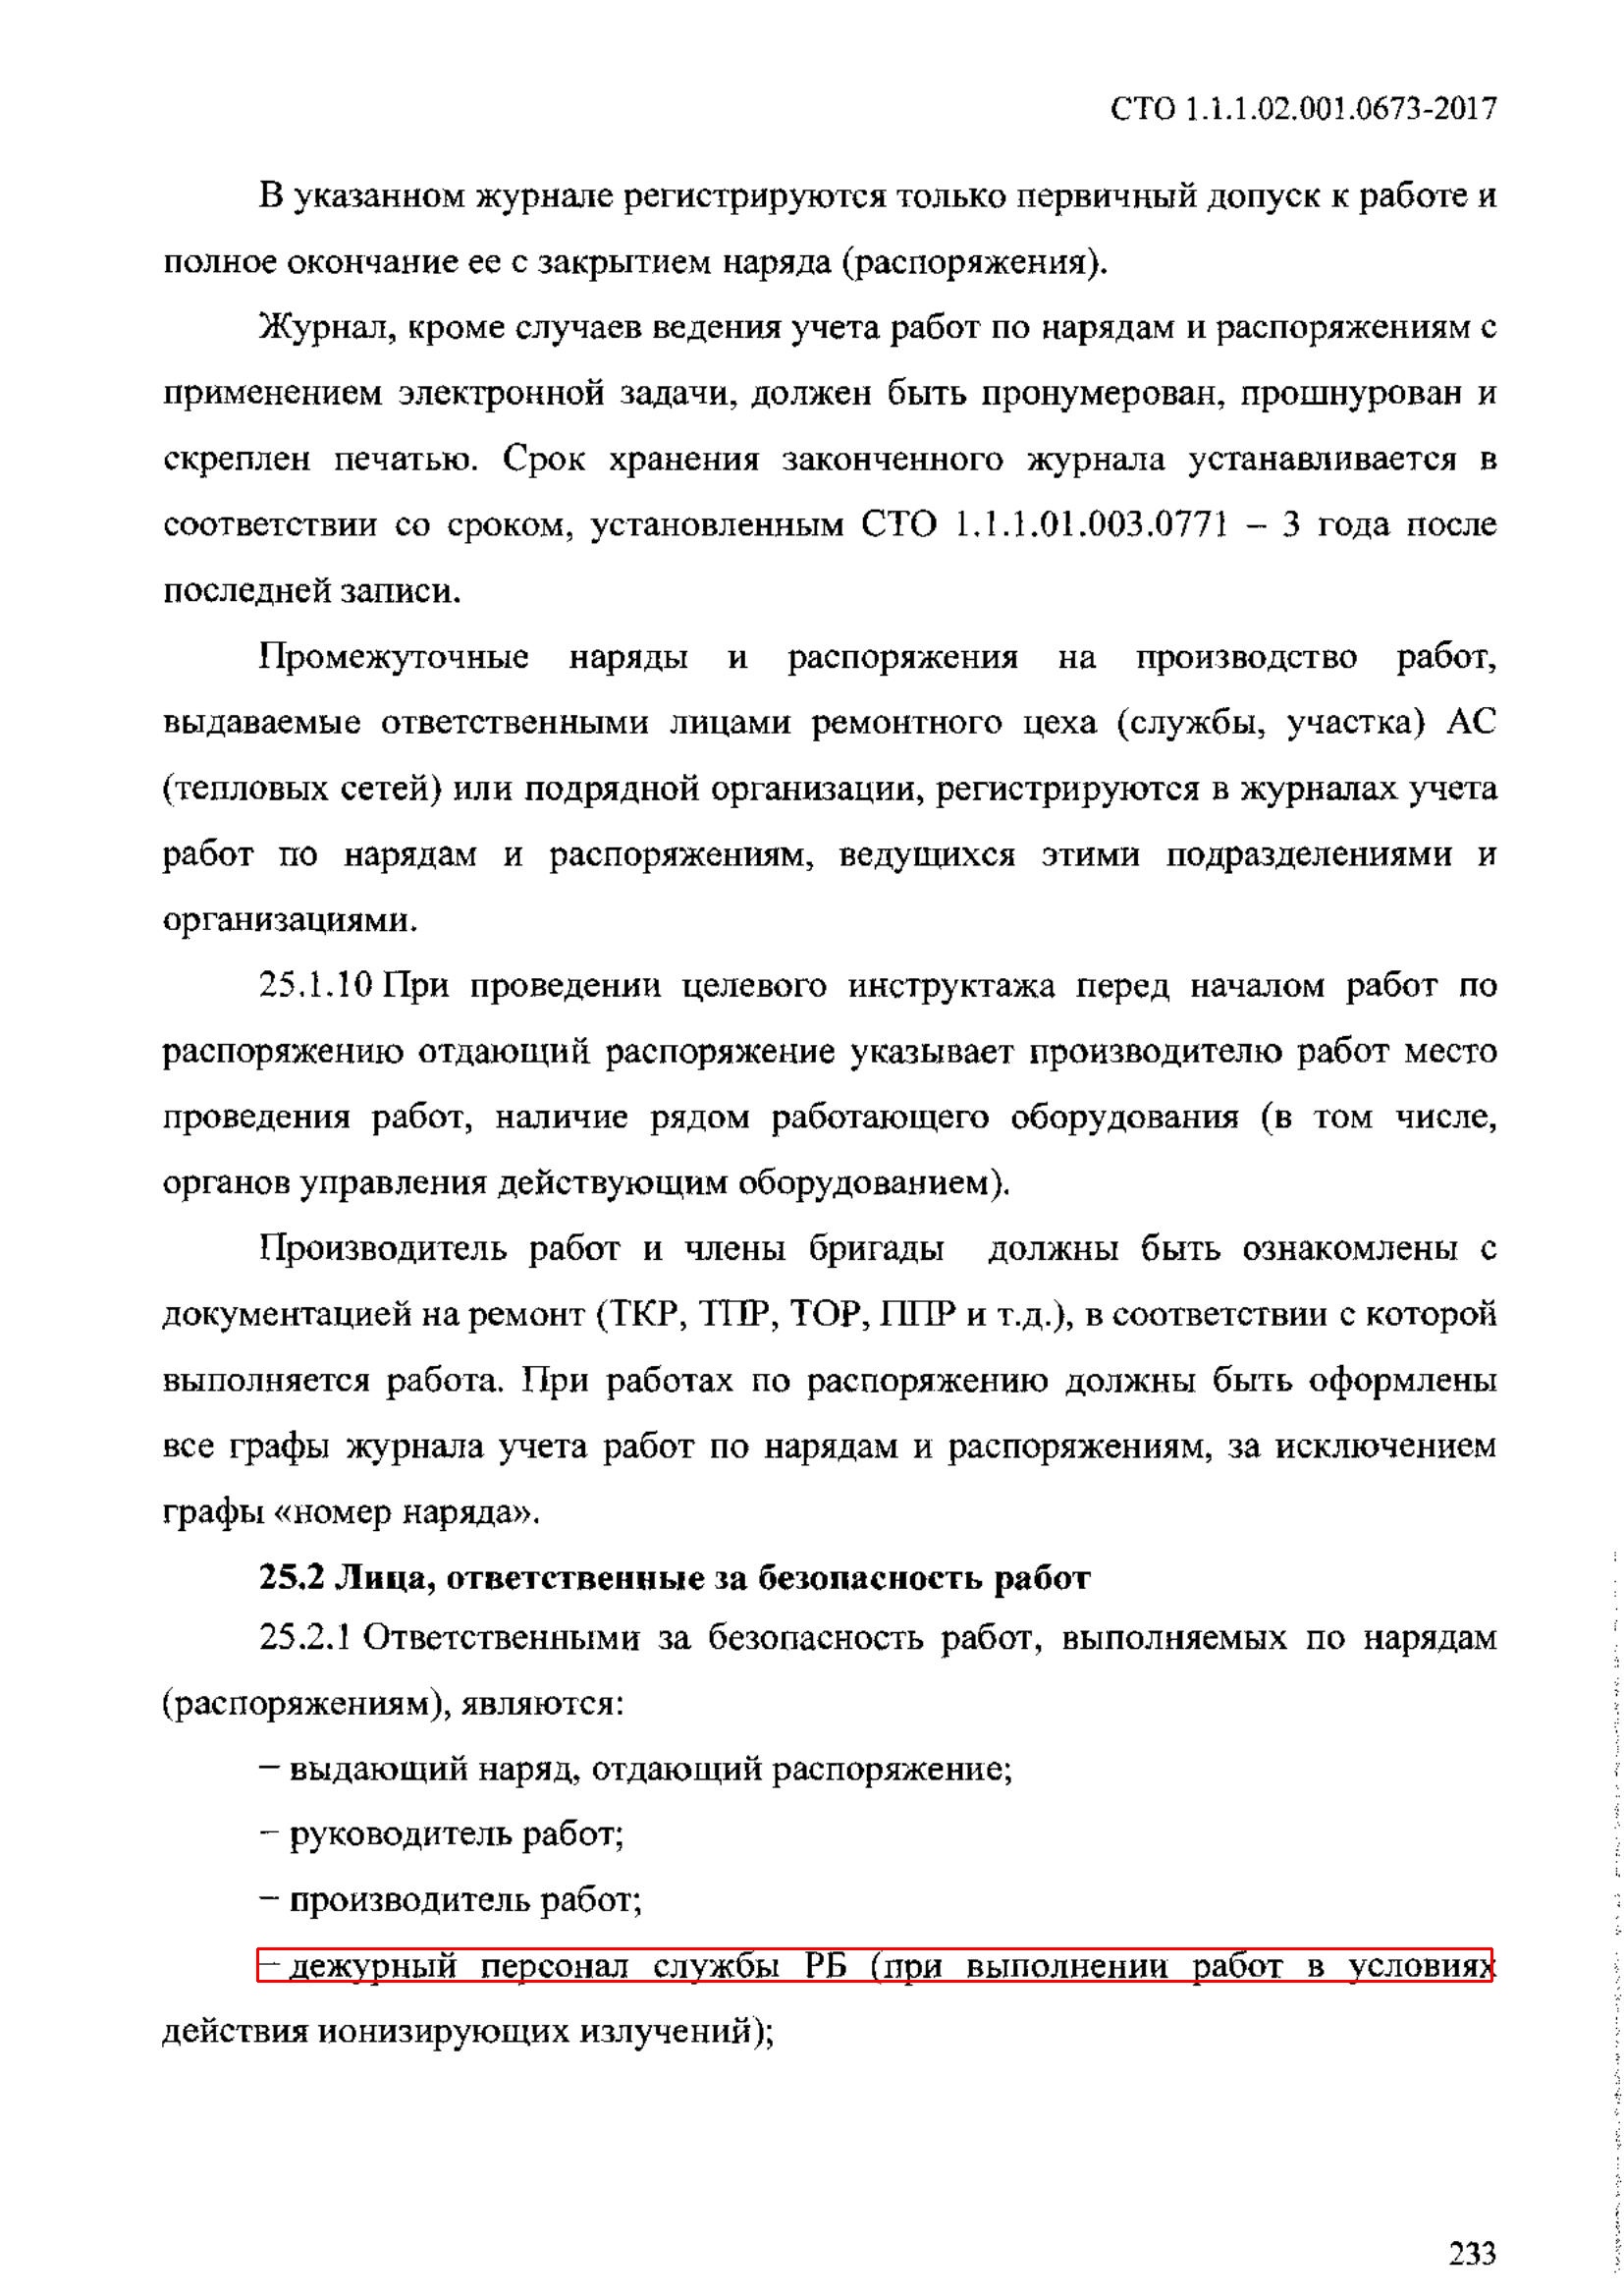 СТО 1.1.1.02.001.0673-2017
В указанном журнале регистрируются только первичный допуск к работе и
полное окончание ее с закрытием наряда (распоряжения).
Журнал, кроме случаев ведения учета работ по нарядам и распоряжениям с
применением электронной задачи, должен быть пронумерован, прошнурован и
скреплен печатью. Срок хранения законченного журнала устанавливается в
соответствии со сроком, установленным СТО 1.1.1.01.003.0771 – 3 года после
последней записи.
Промежуточные наряды и распоряжения на производство работ,
выдаваемые ответственными лицами ремонтного цеха (службы, участка) АС
(тепловых сетей) или подрядной организации, регистрируются в журналах учета
работ по нарядам и распоряжениям, ведущихся этими подразделениями и
организациями.
25.1.10 При проведении целевого инструктажа перед началом работ по
распоряжению отдающий распоряжение указывает производителю работ место
проведения работ, наличие рядом работающего оборудования (в том числе,
органов управления действующим оборудованием).
Производитель работ и члены бригады должны быть ознакомлены с
документацией на ремонт (ТКР, ТПР, ТОР, ППР и т.д.), в соответствии с которой
выполняется работа. При работах по распоряжению должны быть оформлены
все графы журнала учета работ по нарядам и распоряжениям, за исключением
графы «номер наряда».
25.2 Лица, ответственные за безопасность работ
25.2.1 Ответственными за безопасность работ, выполняемых по нарядам
(распоряжениям), являются:
– выдающий наряд, отдающий распоряжение;
– руководитель работ;
– производитель работ;
– дежурный персонал службы РБ (при выполнении работ в условиях
действия ионизирующих излучений);
233